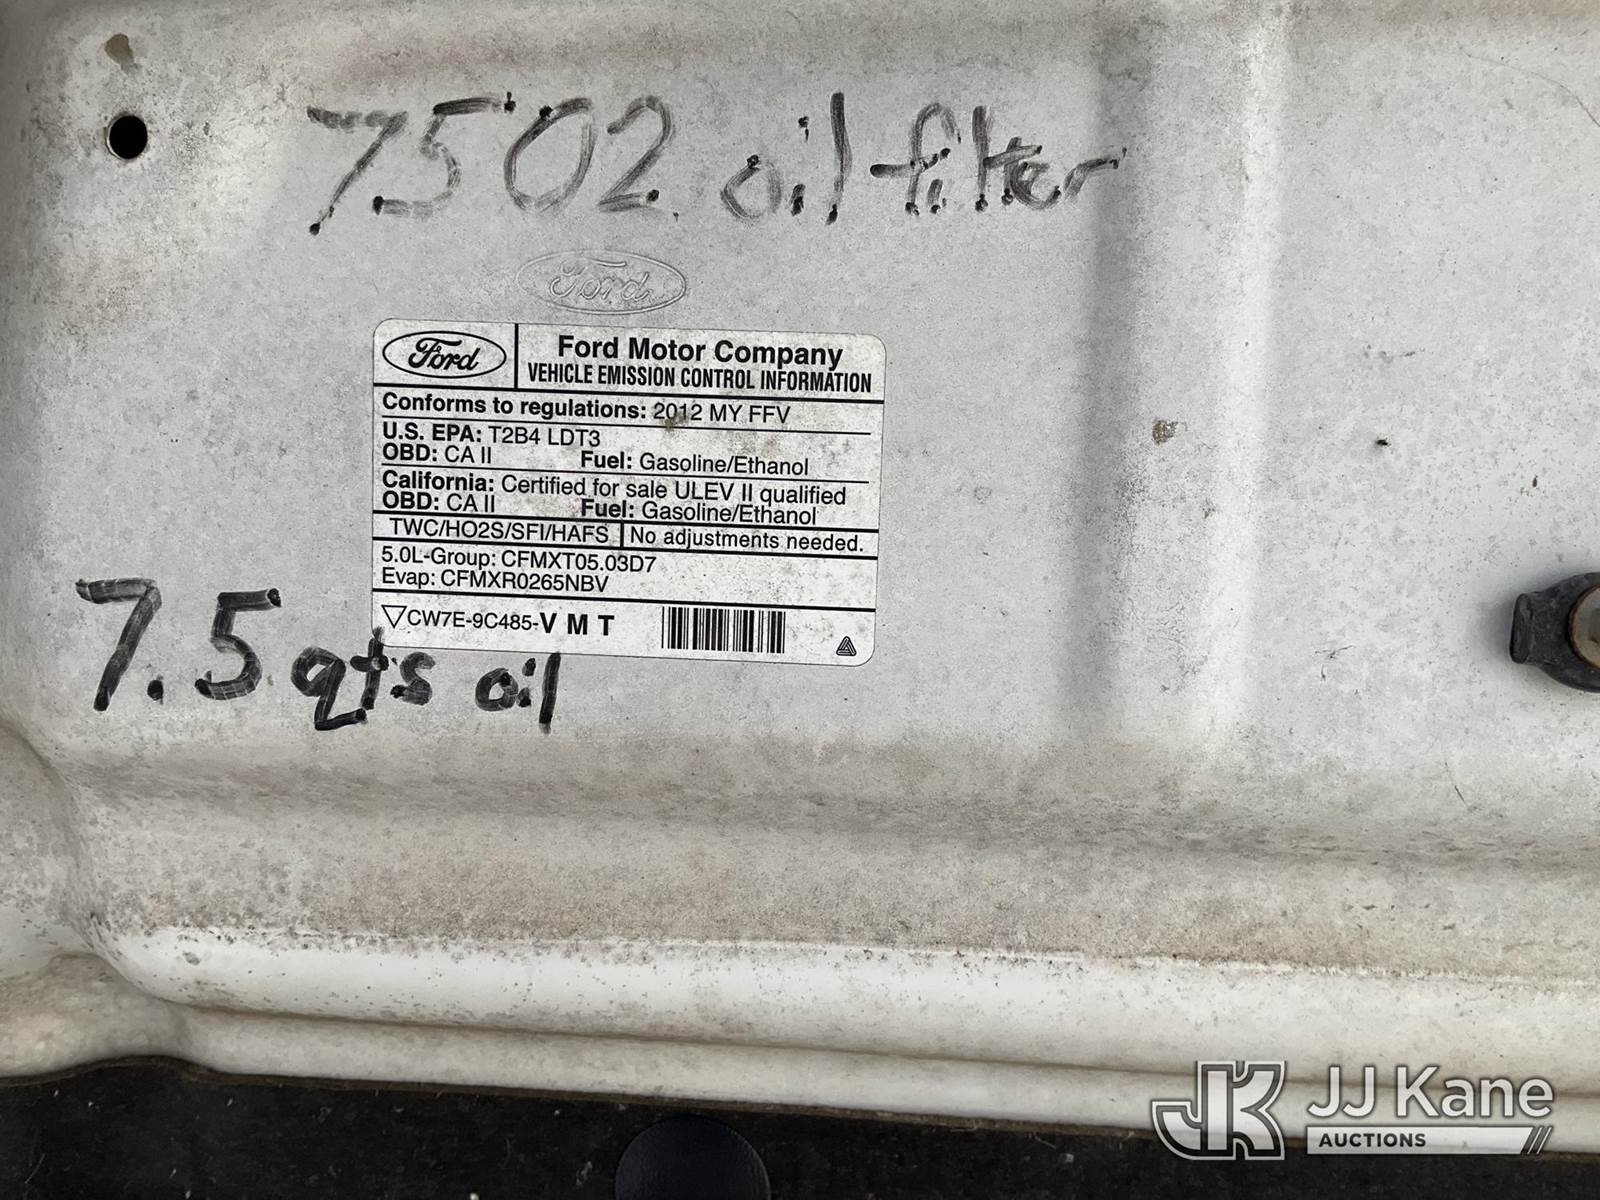 7502 oil filter
Ford
Ford
Ford Motor Company
VEHICLE EMISSION CONTROL INFORMATION
Conforms to regulations: 2012 MY FFV
U.S. EPA: T2B4 LDT3
OBD: CA II Fuel: Gasoline/Ethanol
California: Certified for sale ULEV II qualified
OBD: CA II Fuel: Gasoline/Ethanol
TWC/HO2S/SFI/HAFS No adjustments needed.
5.0L-Group: CFMXT05.03D7
Evap: CFMXR0265NBV
CW7E-9C485-V M T
7.5 qts oil
JK JJ Kane
AUCTIONS